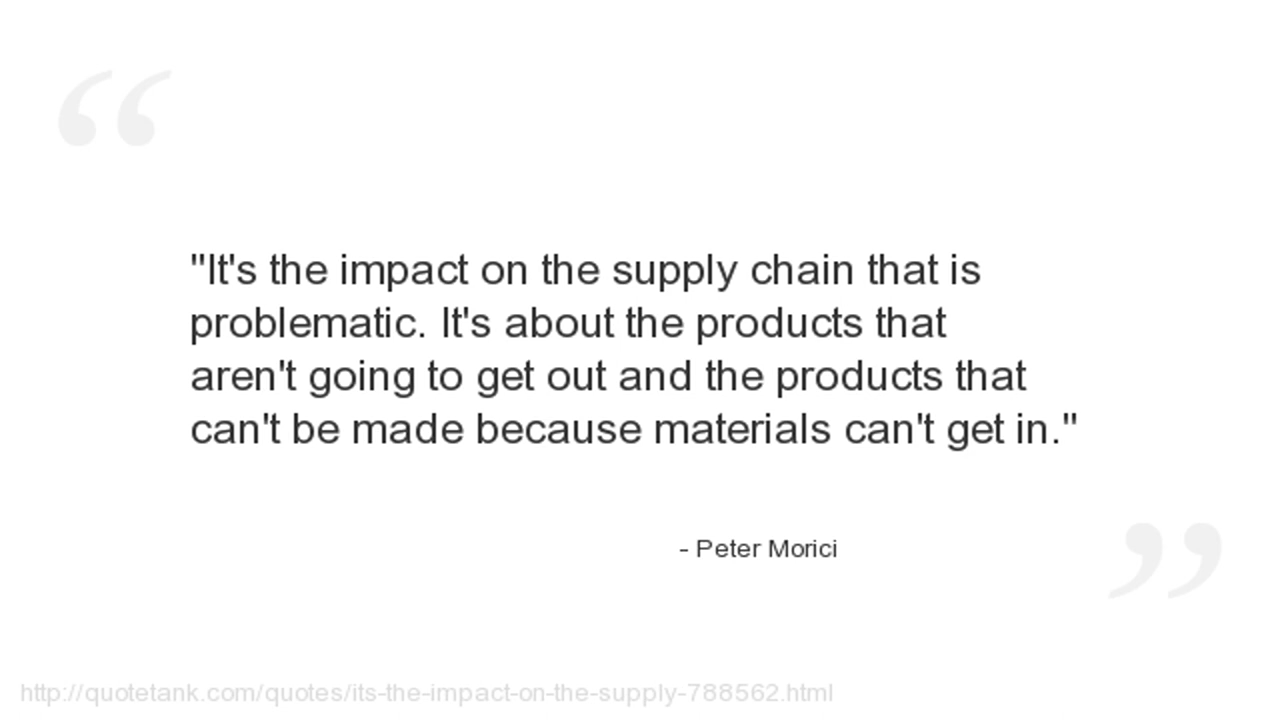 "It's the impact on the supply chain that is
problematic. It's about the products that
aren't going to get out and the products that
can't be made because materials can't get in."
- Peter Morici
http://quotetank.com/quotes/its-the-impact-on-the-supply-788562.html